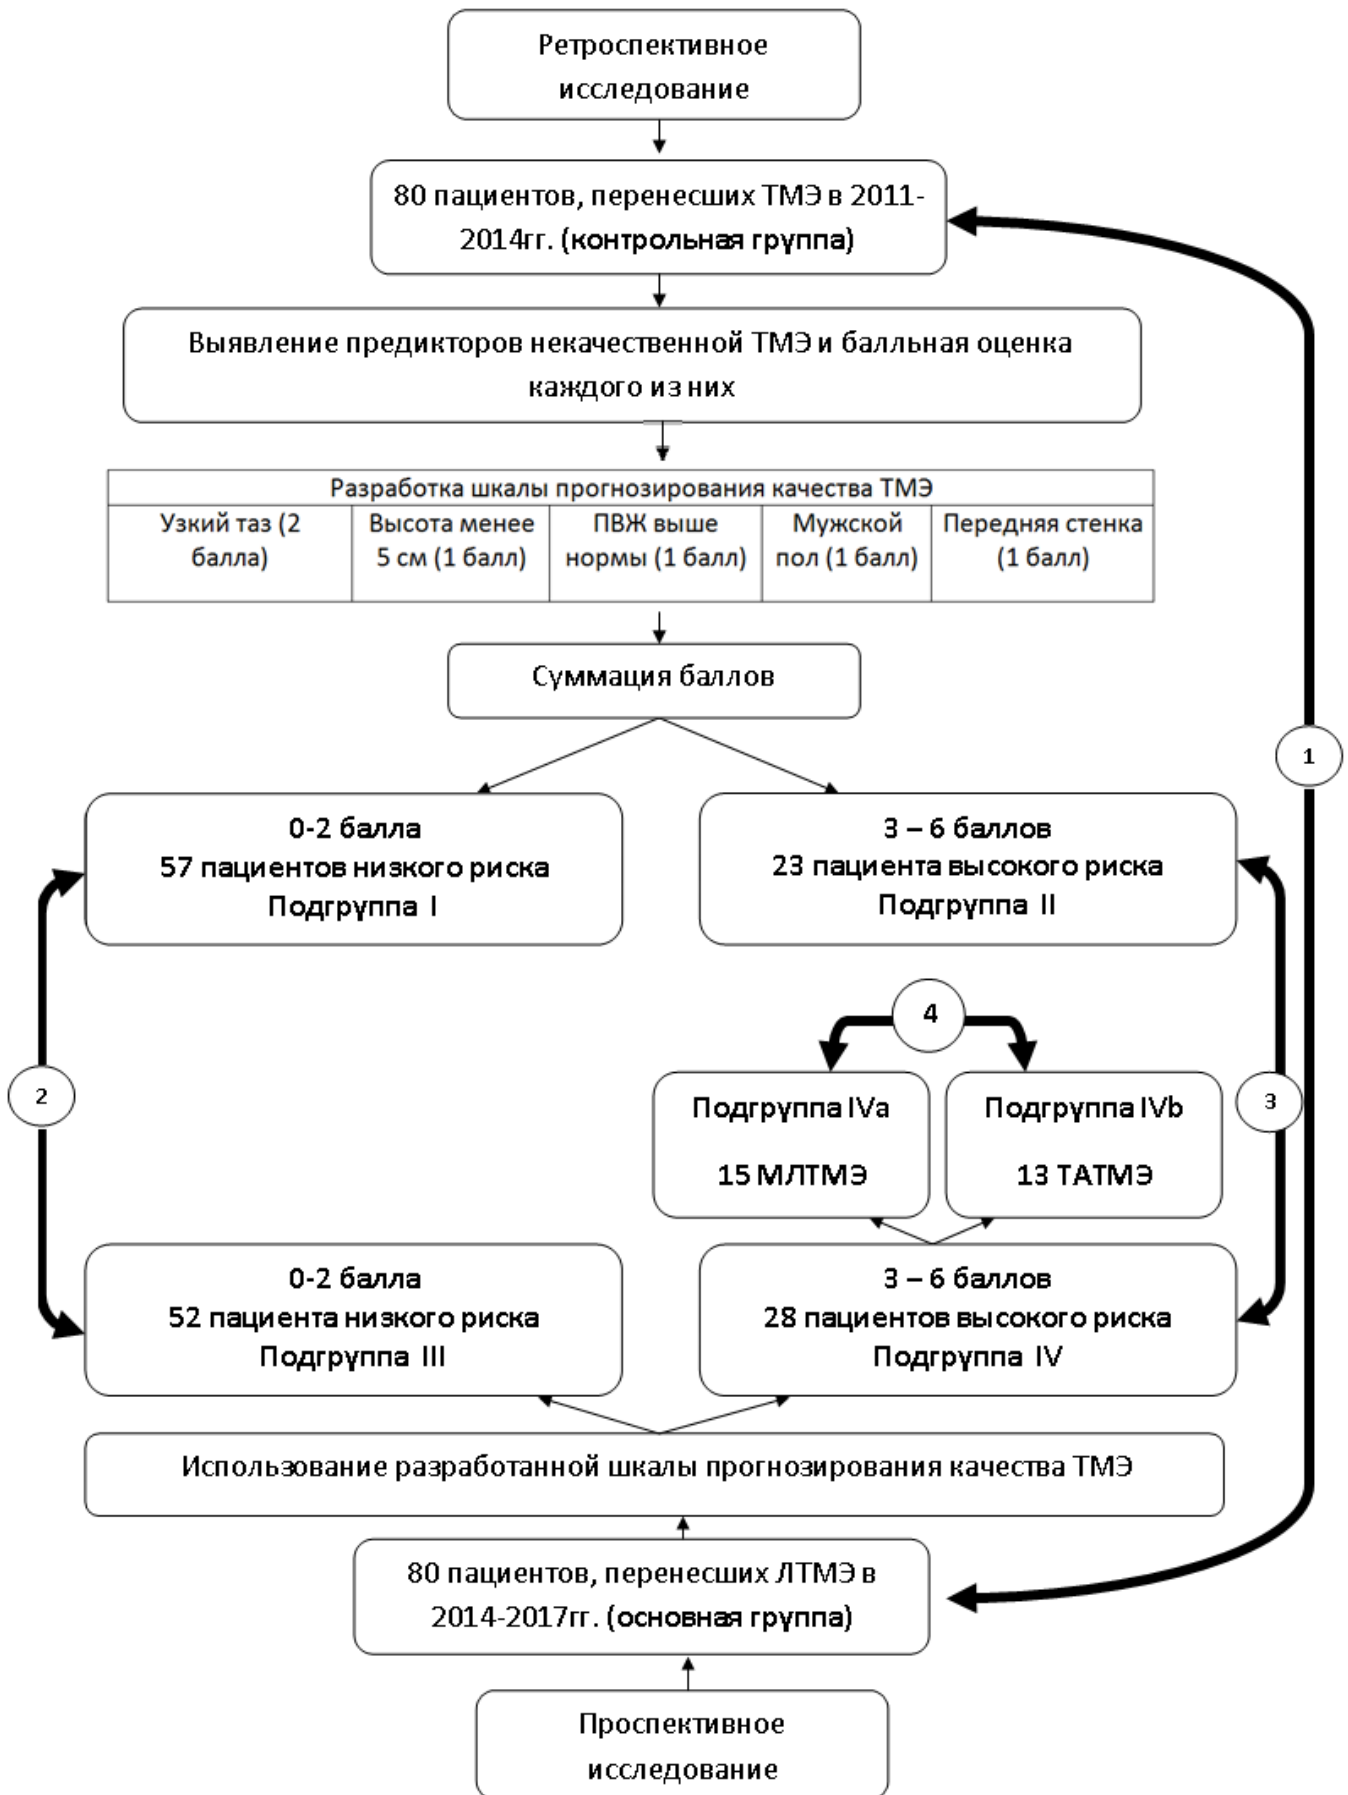 Ретроспективное
исследование
80 пациентов, перенесших ТМЭ в 2011-
2014гг. (контрольная группа)
Выявление предикторов некачественной ТМЭ и балльная оценка
каждого из них
Разработка шкалы прогнозирования качества ТМЭ
Узкий таз (2
балла)
Высота менее
5 см (1 балл)
ПВЖ выше
нормы (1 балл)
Мужской
пол (1 балл)
Передняя стенка
(1 балл)
Суммация баллов
1
0-2 балла
57 пациентов низкого риска
Подгруппа I
3 – 6 баллов
23 пациента высокого риска
Подгруппа II
4
2
Подгруппа IVa
15 МЛТМЭ
Подгруппа IVb
13 ТАТМЭ
3
0-2 балла
52 пациента низкого риска
Подгруппа III
3 – 6 баллов
28 пациентов высокого риска
Подгруппа IV
Использование разработанной шкалы прогнозирования качества ТМЭ
80 пациентов, перенесших ЛТМЭ в
2014-2017гг. (основная группа)
Проспективное
исследование